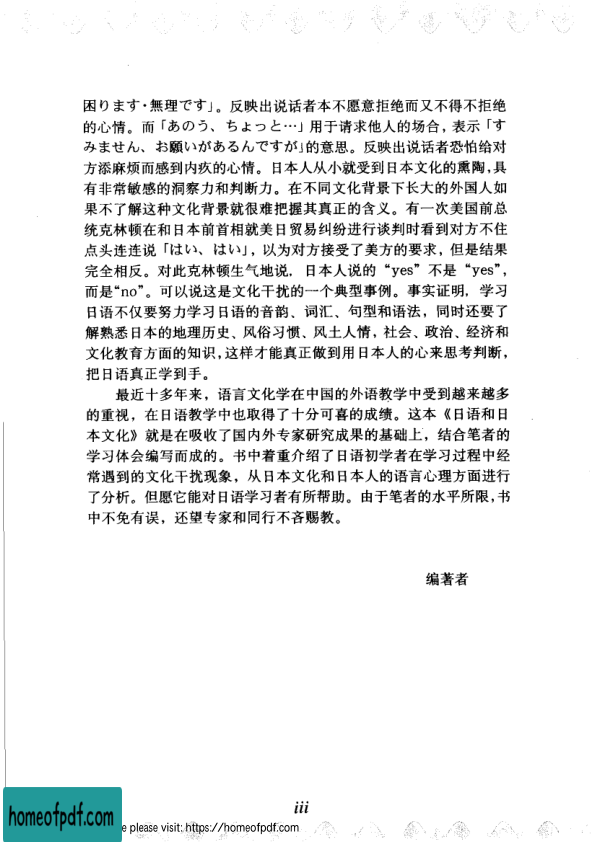 困ります·無理です」。反映出说话者本不愿意拒绝而又不得不拒绝
的心情。而「あのう、ちょっと…」用于请求他人的场合，表示「す
みません、お願いがあるんですが」的意思。反映出说话者恐怕给对
方添麻烦而感到内疚的心情。日本人从小就受到日本文化的熏陶，具
有非常敏感的洞察力和判断力。在不同文化背景下长大的外国人如
果不了解这种文化背景就很难把握其真正的含义。有一次美国前总
统克林顿在和日本前首相就美日贸易纠纷进行谈判时看到对方不住
点头连连说「はい、はい」，以为对方接受了美方的要求，但是结果
完全相反。对此克林顿生气地说，日本人说的“yes”不是“yes”，
而是“no”。可以说这是文化干扰的一个典型事例。事实证明，学习
日语不仅要努力学习日语的音韵、词汇、句型和语法，同时还要了
解熟悉日本的地理历史、风俗习惯、风土人情，社会、政治、经济和
文化教育方面的知识，这样才能真正做到用日本人的心来思考判断，
把日语真正学到手。
最近十多年来，语言文化学在中国的外语教学中受到越来越多
的重视，在日语教学中也取得了十分可喜的成绩。这本《日语和日
本文化》就是在吸收了国内外专家研究成果的基础上，结合笔者的
学习体会编写而成的。书中着重介绍了日语初学者在学习过程中经
常遇到的文化干扰现象，从日本文化和日本人的语言心理方面进行
了分析。但愿它能对日语学习者有所帮助。由于笔者的水平所限，书
中不免有误，还望专家和同行不吝赐教。
编著者
iii
homeofpdf.com
e please visit: https://homeofpdf.com